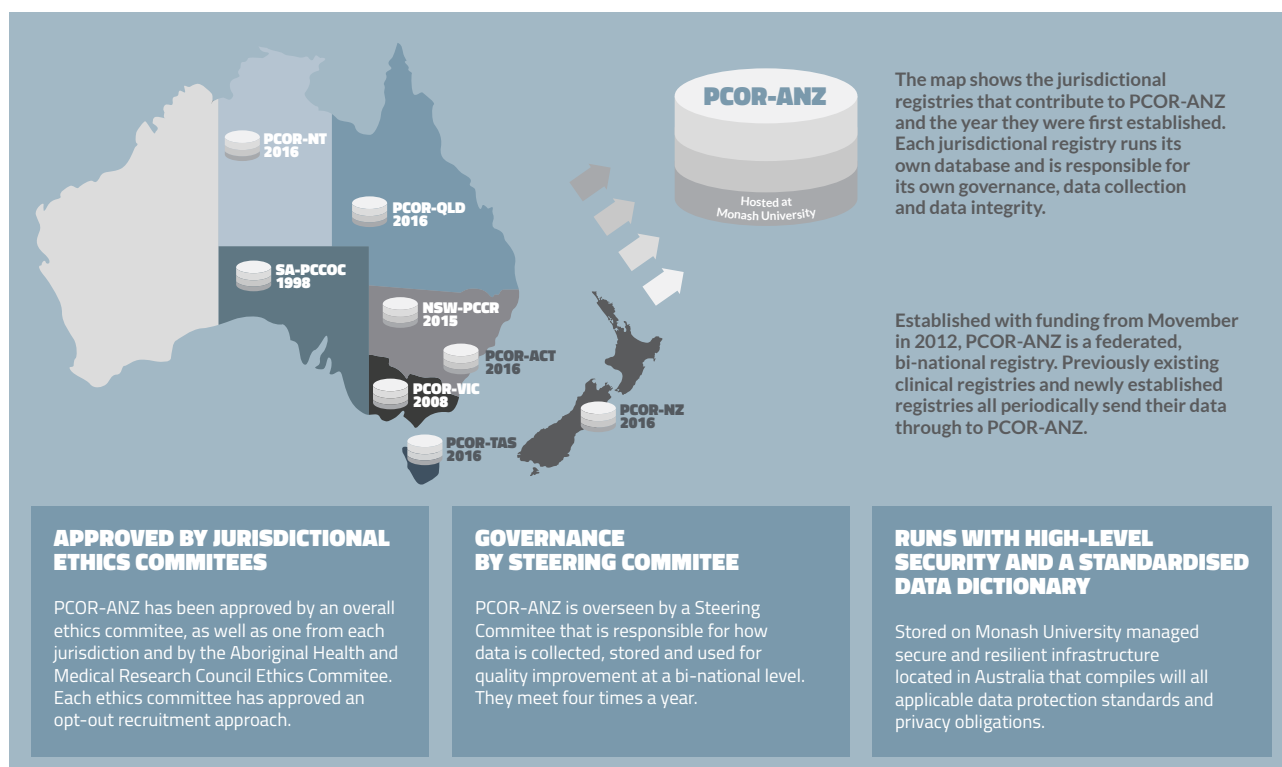 PCOR-NT
2016
PCOR-QLD
2016
SA-PCCOC
1998
NSW-PCCR
2015
PCOR-ACT
2016
PCOR-VIC
2008
PCOR-TAS
2016
PCOR-NZ
2016
PCOR-ANZ
Hosted at
Monash University
The map shows the jurisdictional
registries that contribute to PCOR-ANZ
and the year they were first established.
Each jurisdictional registry runs its
own database and is responsible for
its own governance, data collection
and data integrity.
Established with funding from Movember
in 2012, PCOR-ANZ is a federated,
bi-national registry. Previously existing
clinical registries and newly established
registries all periodically send their data
through to PCOR-ANZ.
APPROVED BY JURISDICTIONAL
ETHICS COMMITEES
PCOR-ANZ has been approved by an overall
ethics commitee, as well as one from each
jurisdiction and by the Aboriginal Health and
Medical Research Council Ethics Commitee.
Each ethics committee has approved an
opt-out recruitment approach.
GOVERNANCE
BY STEERING COMMITEE
PCOR-ANZ is overseen by a Steering
Commitee that is responsible for how
data is collected, stored and used for
quality improvement at a bi-national level.
They meet four times a year.
RUNS WITH HIGH-LEVEL
SECURITY AND A STANDARDISED
DATA DICTIONARY
Stored on Monash University managed
secure and resilient infrastructure
located in Australia that compiles will all
applicable data protection standards and
privacy obligations.